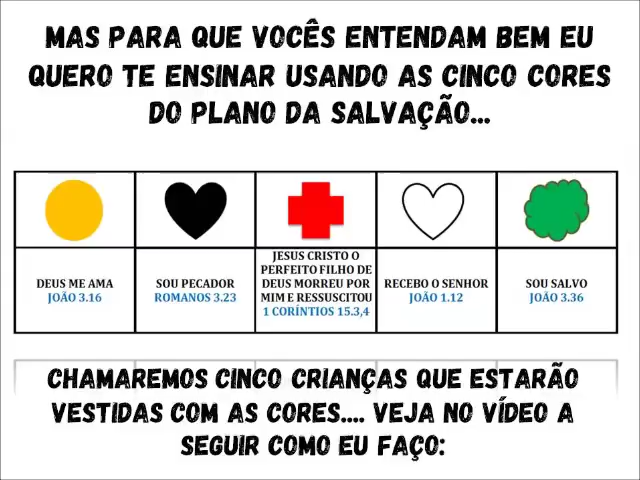 MAS PARA QUE VOCÊS ENTENDAM BEM EU
QUERO TE ENSINAR USANDO AS CINCO CORES
DO PLANO DA SALVAÇÃO...
DEUS ME AMA
JOÃO 3.16
SOU PECADOR
ROMANOS 3.23
JESUS CRISTO O
PERFEITO FILHO DE
DEUS MORREU POR
MIM E RESSUSCITOU
1 CORÍNTIOS 15.3,4
RECEBO O SENHOR
JOÃO 1.12
SOU SALVO
JOÃO 3.36
CHAMAREMOS CINCO CRIANÇAS QUE ESTARÃO
VESTIDAS COM AS CORES.... VEJA NO VÍDEO A
SEGUIR COMO EU FAÇO: